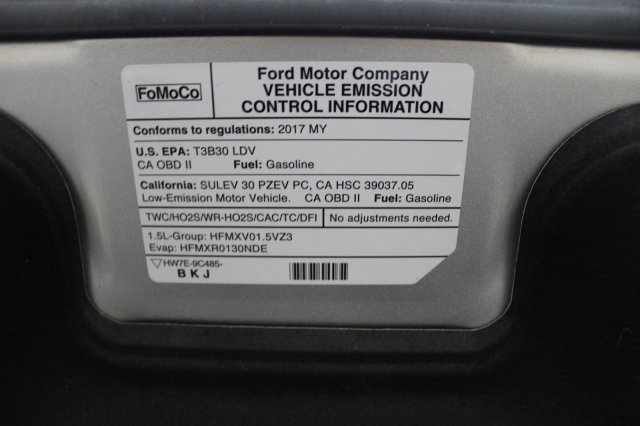 FoMoCo
Ford Motor Company
VEHICLE EMISSION
CONTROL INFORMATION
Conforms to regulations: 2017 MY
U.S. EPA: T3B30 LDV
CA OBD II Fuel: Gasoline
California: SULEV 30 PZEV PC, CA HSC 39037.05
Low-Emission Motor Vehicle. CA OBD II Fuel: Gasoline
TWC/HO2S/WR-HO2S/CAC/TC/DFI No adjustments needed.
1.5L-Group: HFMXV01.5VZ3
Evap: HFMXR0130NDE
HW7E-9C485-
BKJ